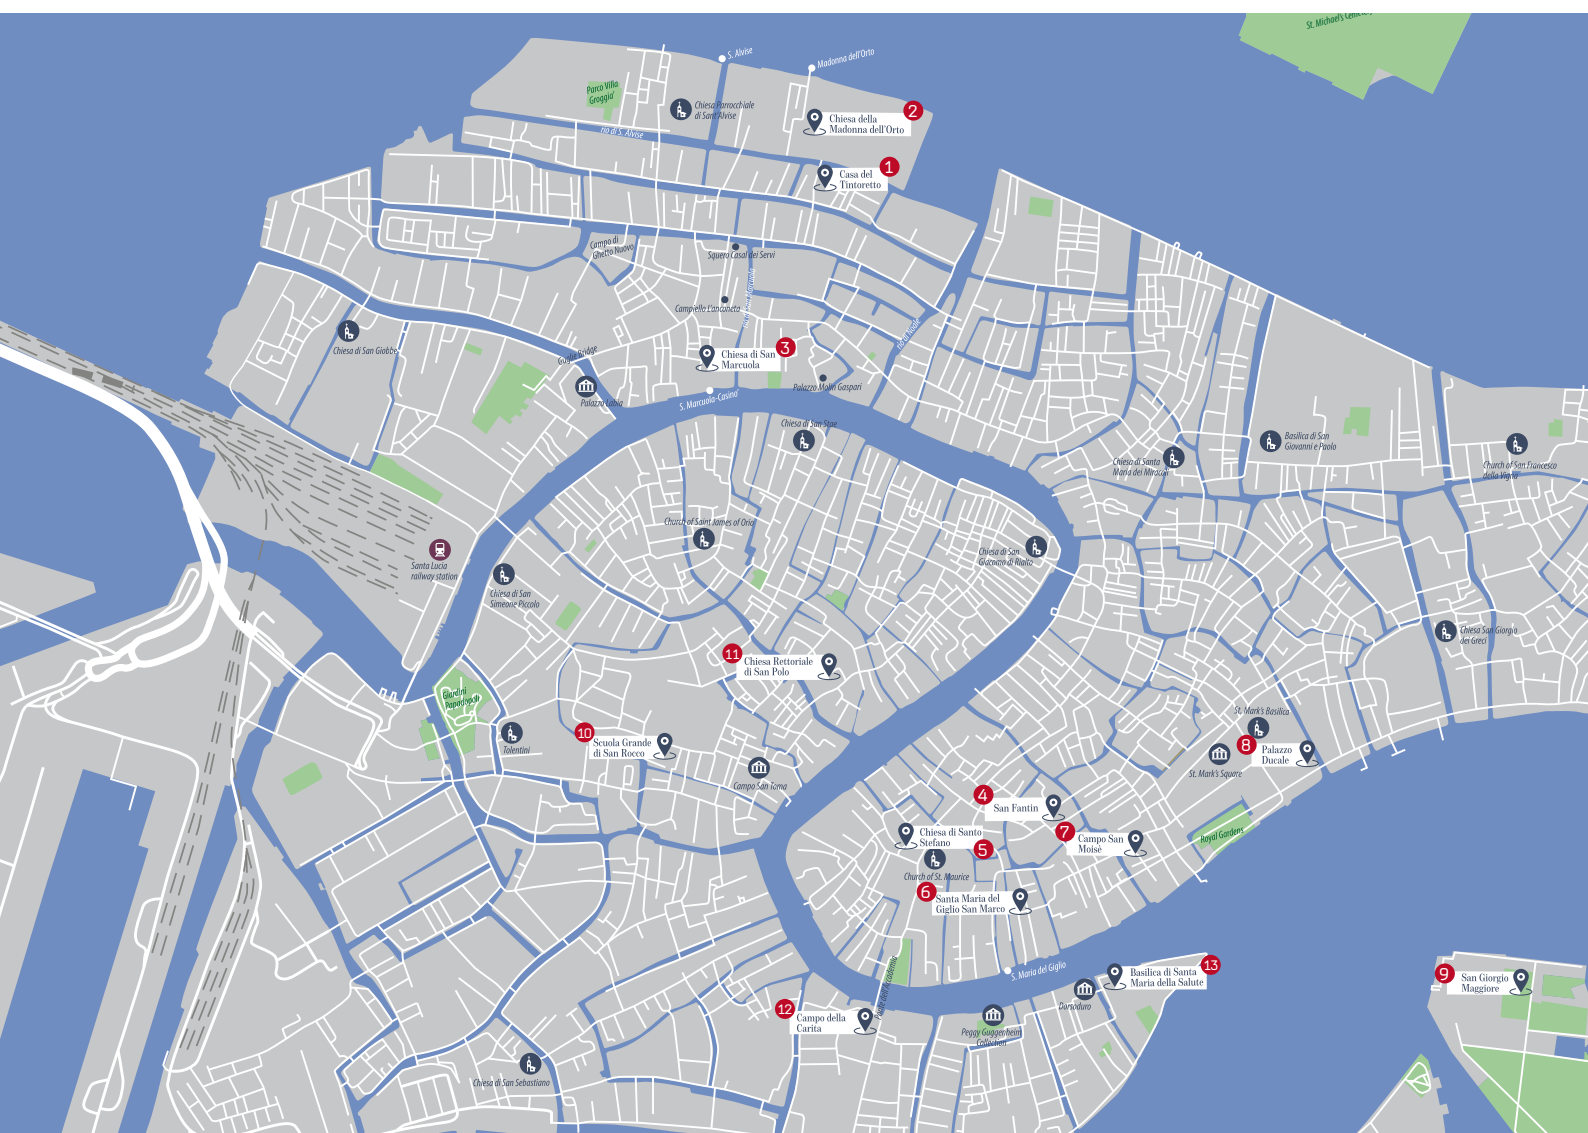 St. Michael's Cemetery
S. Alvise
Madonna dell'Orto
Parco Villa
Groggia'
Chiesa Parrocchiale
di Sant'Alvise
2
Chiesa della
Madonna dell'Orto
rio di S. Alvise
1
Casa del
Tintoretto
Campo di
Ghetto Nuovo
Squero Casal dei Servi
Campiello L'anconeta
rio di Noale
Chiesa di San Giobbe
Guglie Bridge
3
Chiesa di San
Marcuola
Palazzo Molin Gaspari
Palazzo Labia
S. Marcuola-Casino'
Chiesa di San Stae
Basilica di San
Giovanni e Paolo
Chiesa di Santa
Maria dei Miracoli
Church of San Francesco
della Vigna
Church of Saint James of Orio
Chiesa di San
Giacomo di Rialto
Santa Lucia
railway station
Chiesa di San
Simeone Piccolo
Chiesa San Giorgio
dei Greci
11
Chiesa Rettoriale
di San Polo
Giardini
Papadopoli
St. Mark's Basilica
10
Scuola Grande
di San Rocco
Tolentini
8
Palazzo
Ducale
St. Mark's Square
Campo San Toma
4
San Fantin
7
Campo San
Moisè
Chiesa di Santo
Stefano
5
Royal Gardens
Church of St. Maurice
6
Santa Maria del
Giglio San Marco
S. Maria del Giglio
13
Basilica di Santa
Maria della Salute
9
San Giorgio
Maggiore
Ponte dell'Accademia
Dorsoduro
12
Campo della
Carita
Peggy Guggenheim
Collection
Chiesa di San Sebastiano